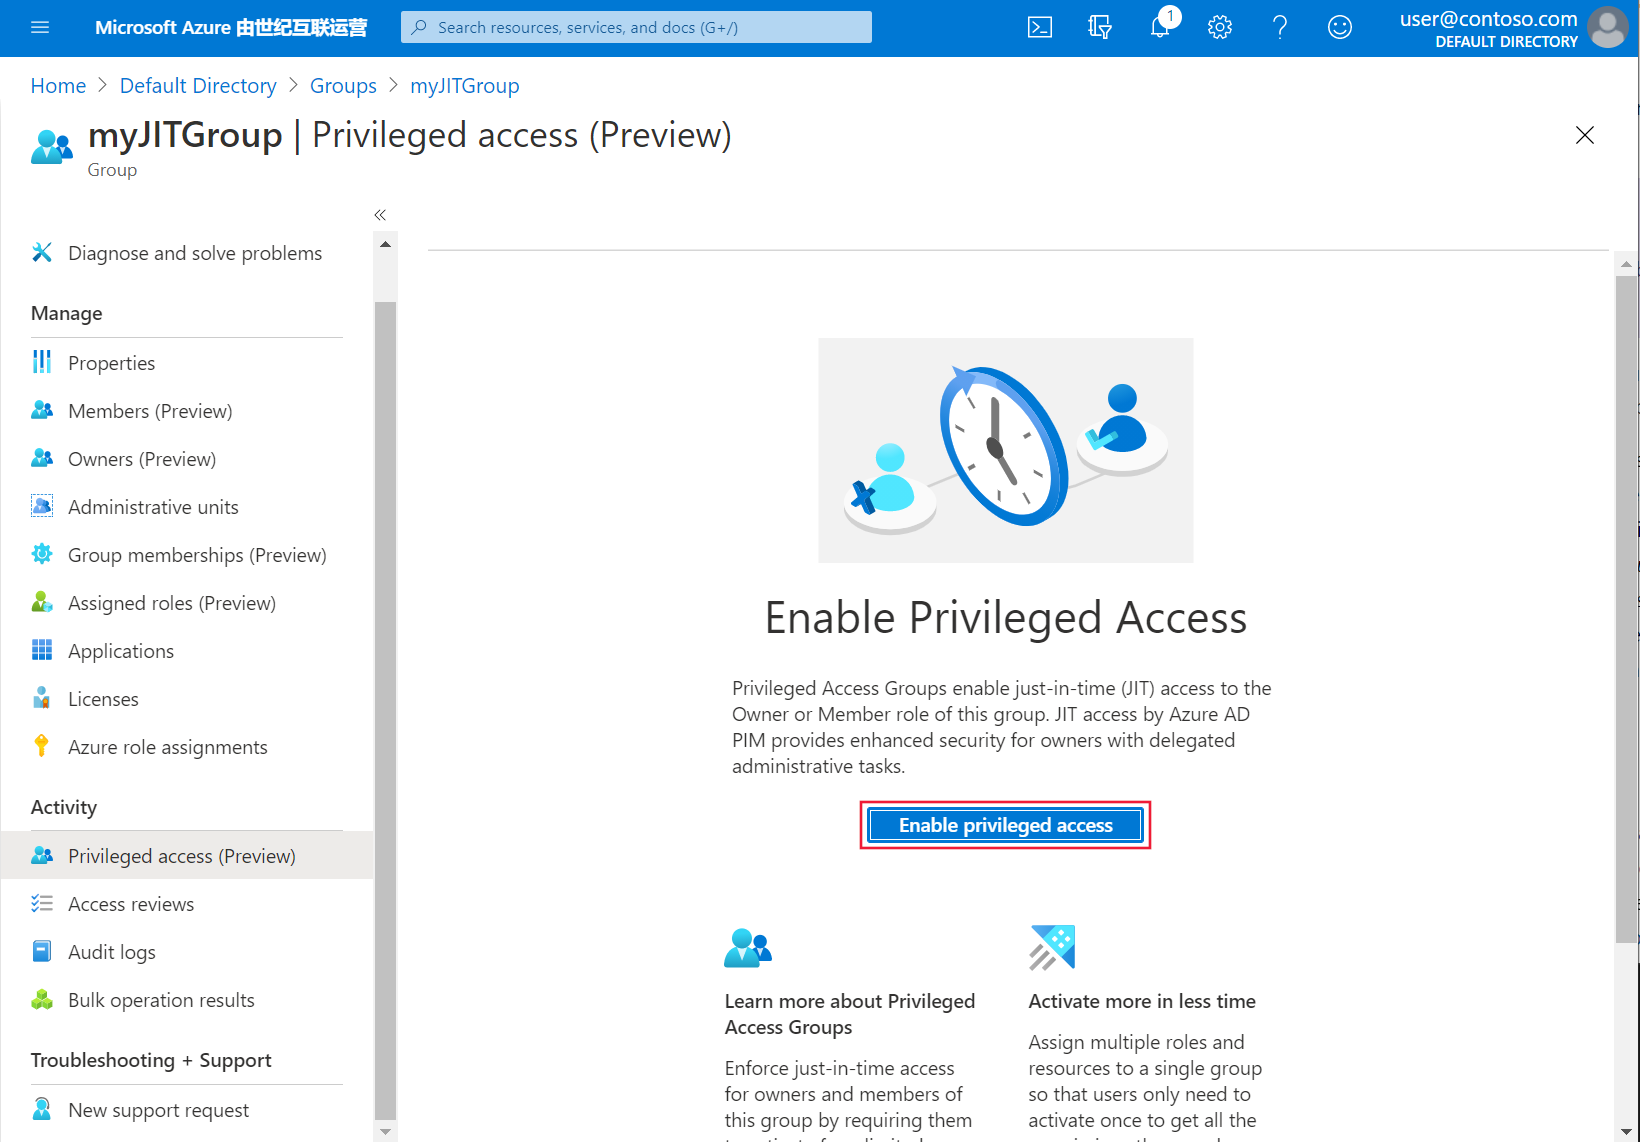 Microsoft Azure 由世纪互联运营
Search resources, services, and docs (G+/)
1
user@contoso.com
DEFAULT DIRECTORY
Home > Default Directory > Groups > myJITGroup
myJITGroup | Privileged access (Preview)
Group
Diagnose and solve problems
Manage
Properties
Members (Preview)
Owners (Preview)
Administrative units
Group memberships (Preview)
Assigned roles (Preview)
Applications
Licenses
Azure role assignments
Activity
Privileged access (Preview)
Access reviews
Audit logs
Bulk operation results
Troubleshooting + Support
New support request
Enable Privileged Access
Privileged Access Groups enable just-in-time (JIT) access to the
Owner or Member role of this group. JIT access by Azure AD
PIM provides enhanced security for owners with delegated
administrative tasks.
Enable privileged access
Learn more about Privileged
Access Groups
Enforce just-in-time access
for owners and members of
this group by requiring them
Activate more in less time
Assign multiple roles and
resources to a single group
so that users only need to
activate once to get all the